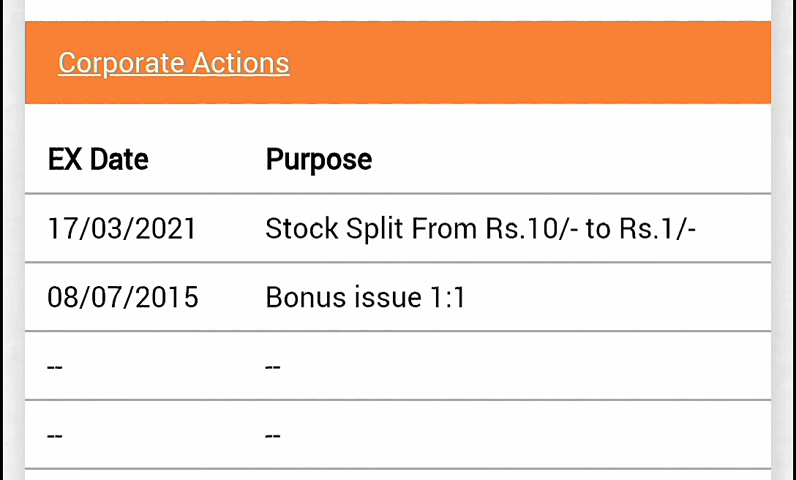 Corporate Actions
EX Date Purpose
17/03/2021 Stock Split From Rs.10/- to Rs.1/-
08/07/2015 Bonus issue 1:1
-- --
-- --